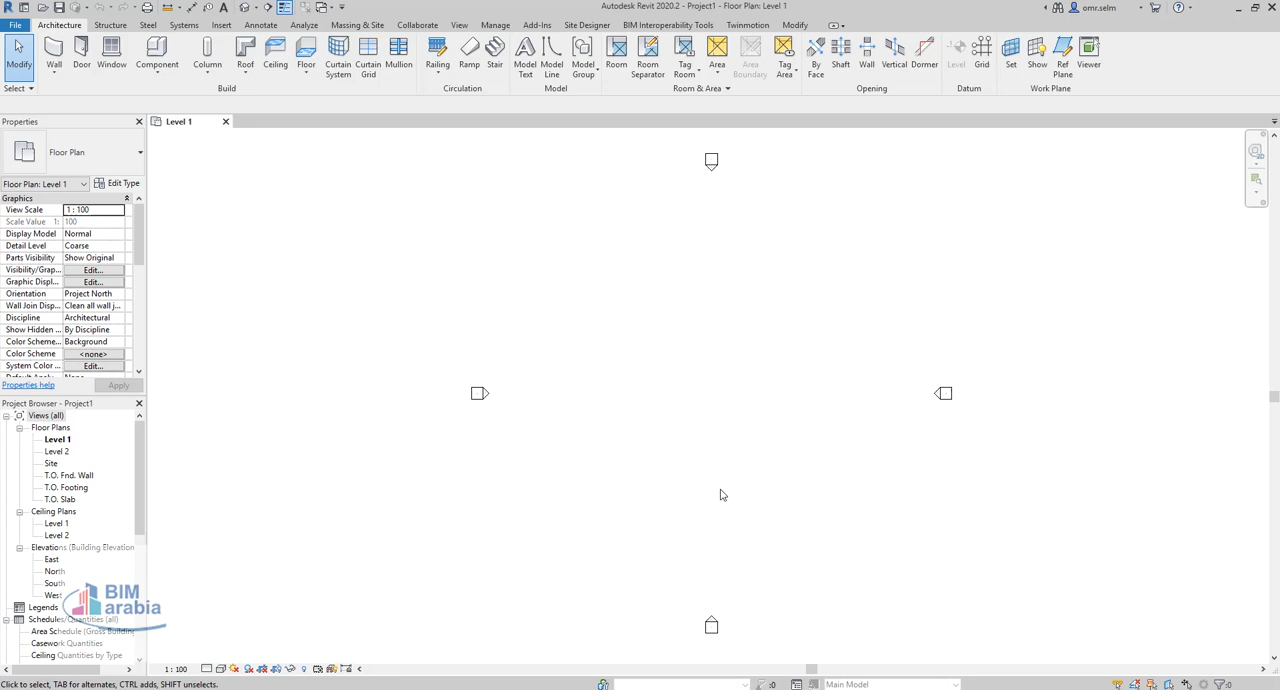 Autodesk Revit 2020.2 - Project1 - Floor Plan: Level 1
omr.selm
File Architecture Structure Steel Systems Insert Annotate Analyze Massing & Site Collaborate View Manage Add-Ins Site Designer BIM Interoperability Tools Twinmotion Modify
Modify Wall Door Window Component Column Roof Ceiling Floor Curtain System Curtain Grid Mullion Railing Ramp Stair Model Text Model Line Model Group Room Room Separator Tag Room Area Area Boundary Tag Area By Face Shaft Wall Vertical Dormer Level Grid Set Show Ref Plane Viewer
Select Build Circulation Model Room & Area Opening Datum Work Plane
Properties
Level 1
Floor Plan
Floor Plan: Level 1 Edit Type
Graphics
View Scale 1 : 100
Scale Value 1: 100
Display Model Normal
Detail Level Coarse
Parts Visibility Show Original
Visibility/Grap... Edit...
Graphic Displ... Edit...
Orientation Project North
Wall Join Disp... Clean all wall j...
Discipline Architectural
Show Hidden ... By Discipline
Color Scheme... Background
Color Scheme <none>
System Color ... Edit...
Properties help Apply
Project Browser - Project1
Views (all)
Floor Plans
Level 1
Level 2
Site
T.O. Fnd. Wall
T.O. Footing
T.O. Slab
Ceiling Plans
Level 1
Level 2
Elevations (Building Elevation
East
North
South
West
Legends
Schedules/Quantities (all)
Area Schedule (Gross Building
Casework Quantities
Ceiling Quantities by Type
BIM
arabia
1 : 100
Click to select, TAB for alternates, CTRL adds, SHIFT unselects. :0 Main Model :0